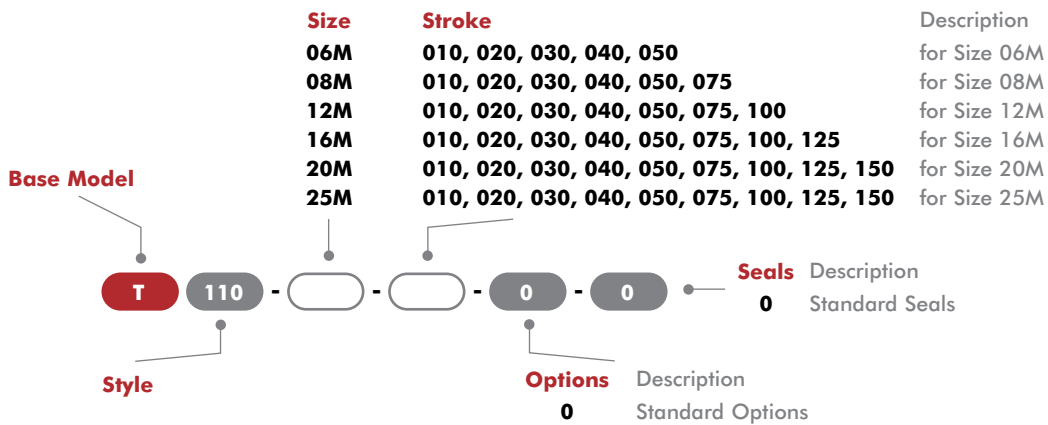 Size Stroke Description
06M 010, 020, 030, 040, 050 for Size 06M
08M 010, 020, 030, 040, 050, 075 for Size 08M
12M 010, 020, 030, 040, 050, 075, 100 for Size 12M
16M 010, 020, 030, 040, 050, 075, 100, 125 for Size 16M
20M 010, 020, 030, 040, 050, 075, 100, 125, 150 for Size 20M
25M 010, 020, 030, 040, 050, 075, 100, 125, 150 for Size 25M
Base Model
T 110 - - - 0 - 0
Seals Description
0 Standard Seals
Style
Options Description
0 Standard Options